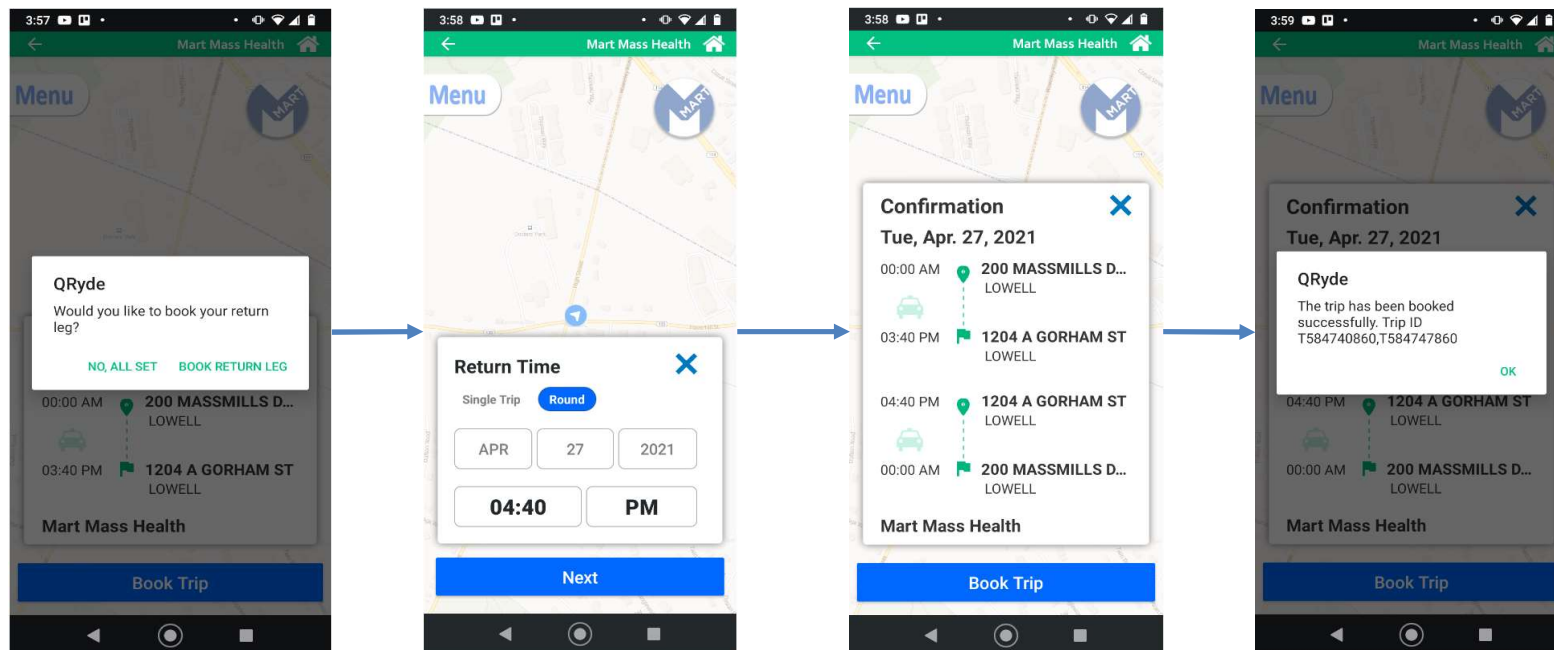 3:57
Mart Mass Health
Menu
MART
QRyde
Would you like to book your return
leg?
NO, ALL SET BOOK RETURN LEG
00:00 AM 200 MASSMILLS D...
LOWELL
03:40 PM 1204 A GORHAM ST
LOWELL
Mart Mass Health
Book Trip
3:58
Mart Mass Health
Menu
MART
Return Time
Single Trip Round
APR 27 2021
04:40 PM
Next
3:58
Mart Mass Health
Menu
MART
Confirmation
Tue, Apr. 27, 2021
00:00 AM 200 MASSMILLS D...
LOWELL
03:40 PM 1204 A GORHAM ST
LOWELL
04:40 PM 1204 A GORHAM ST
LOWELL
00:00 AM 200 MASSMILLS D...
LOWELL
Mart Mass Health
Book Trip
3:59
Mart Mass Health
Menu
MART
Confirmation
Tue, Apr. 27, 2021
QRyde
The trip has been booked
successfully. Trip ID
T584740860,T584747860
OK
04:40 PM 1204 A GORHAM ST
LOWELL
00:00 AM 200 MASSMILLS D...
LOWELL
Mart Mass Health
Book Trip